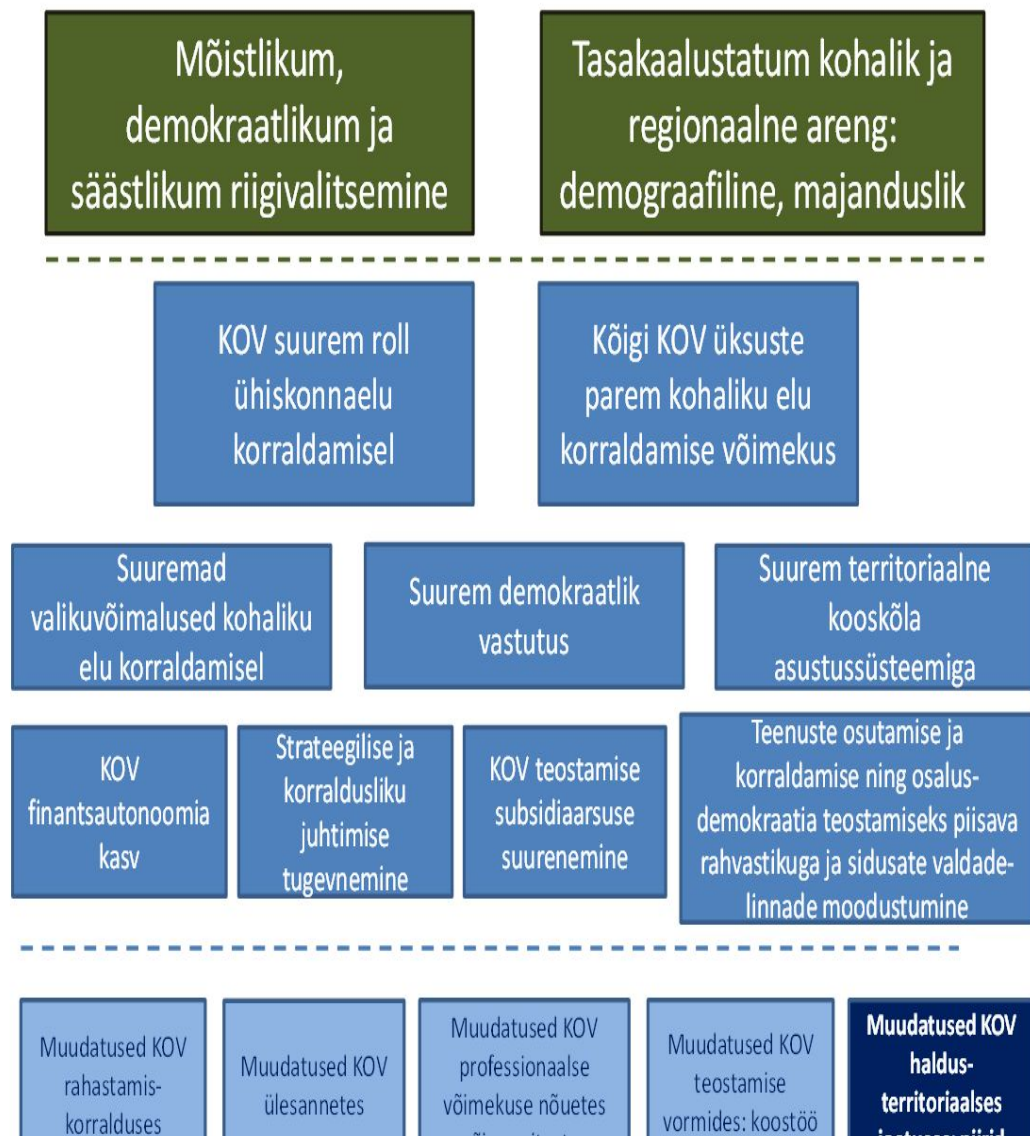 Mõistlikum,
demokraatlikum ja
säästlikum riigivalitsemine
Tasakaalustatum kohalik ja
regionaalne areng:
demograafiline, majanduslik
KOV suurem roll
ühiskonnaelu
korraldamisel
Kõigi KOV üksuste
parem kohaliku elu
korraldamise võimekus
Suuremad
valikuvõimalused kohaliku
elu korraldamisel
Suurem demokraatlik
vastutus
Suurem territoriaalne
kooskõla
asustussüsteemiga
KOV
finantsautonoomia
kasv
Strateegilise ja
korraldusliku
juhtimise
tugevnemine
KOV teostamise
subsidiaarsuse
suurenemine
Teenuste osutamise ja
korraldamise ning osalus-
demokraatia teostamiseks piisava
rahvastikuga ja sidusate valdade-
linnade moodustumine
Muudatused KOV
rahastamis-
korralduses
Muudatused KOV
ülesannetes
Muudatused KOV
professionaalse
võimekuse nõuetes
Muudatused KOV
teostamise
vormides: koostöö
Muudatused KOV
haldus-
territoriaalses